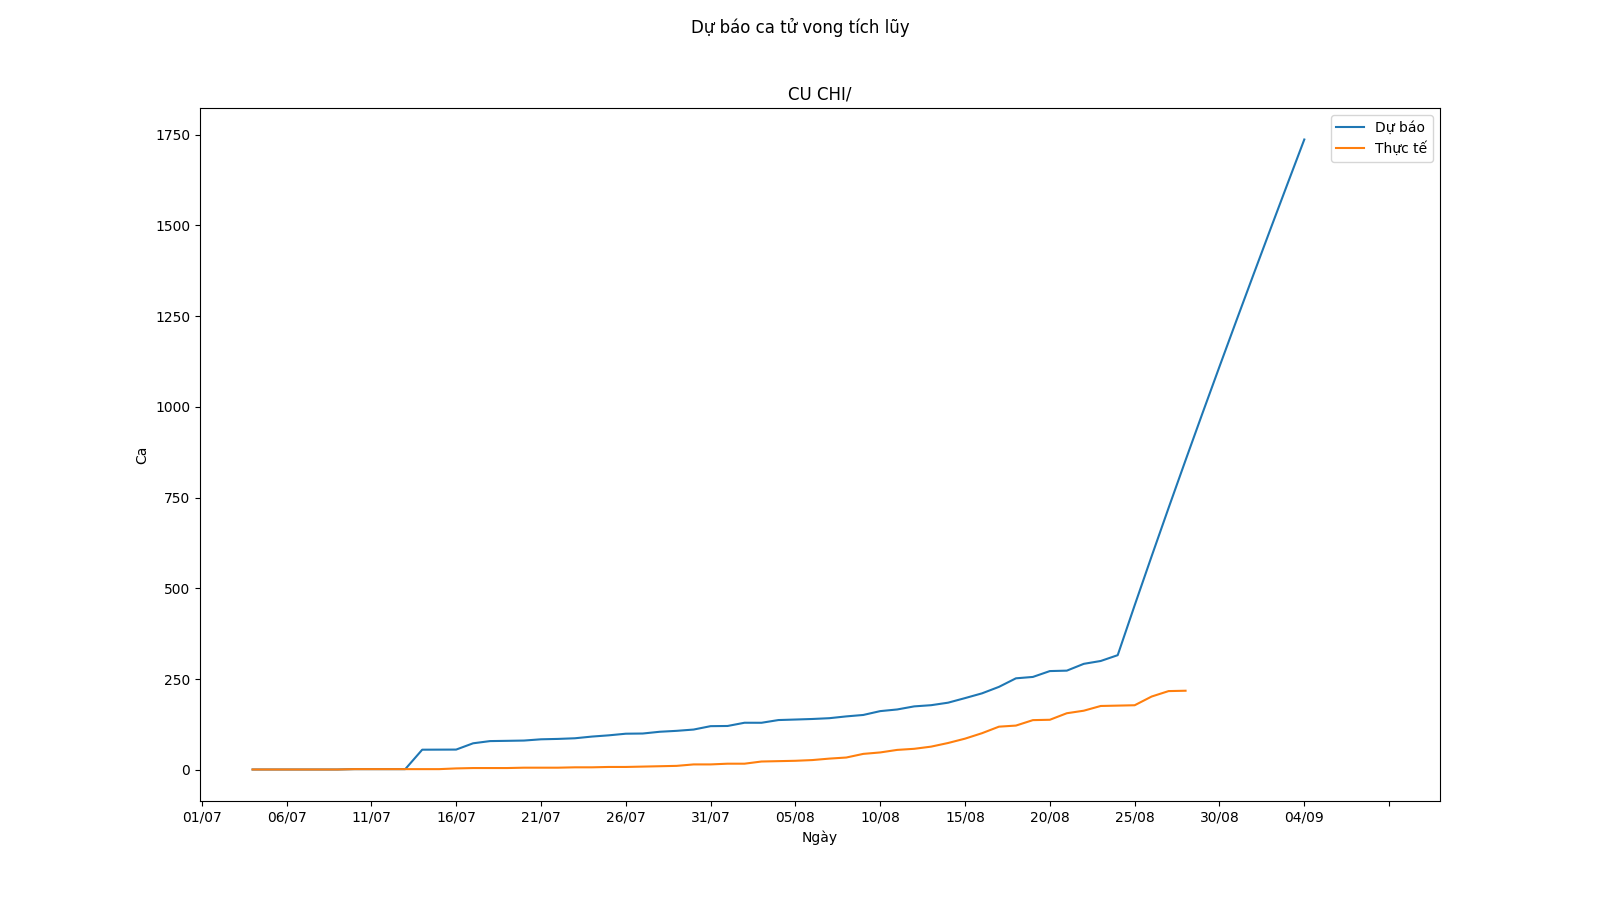 Dự báo ca tử vong tích lũy
CU CHI/
Dự báo
Thực tế
1750
1500
1250
1000
750
500
250
0
Ca
01/07 06/07 11/07 16/07 21/07 26/07 31/07 05/08 10/08 15/08 20/08 25/08 30/08 04/09
Ngày